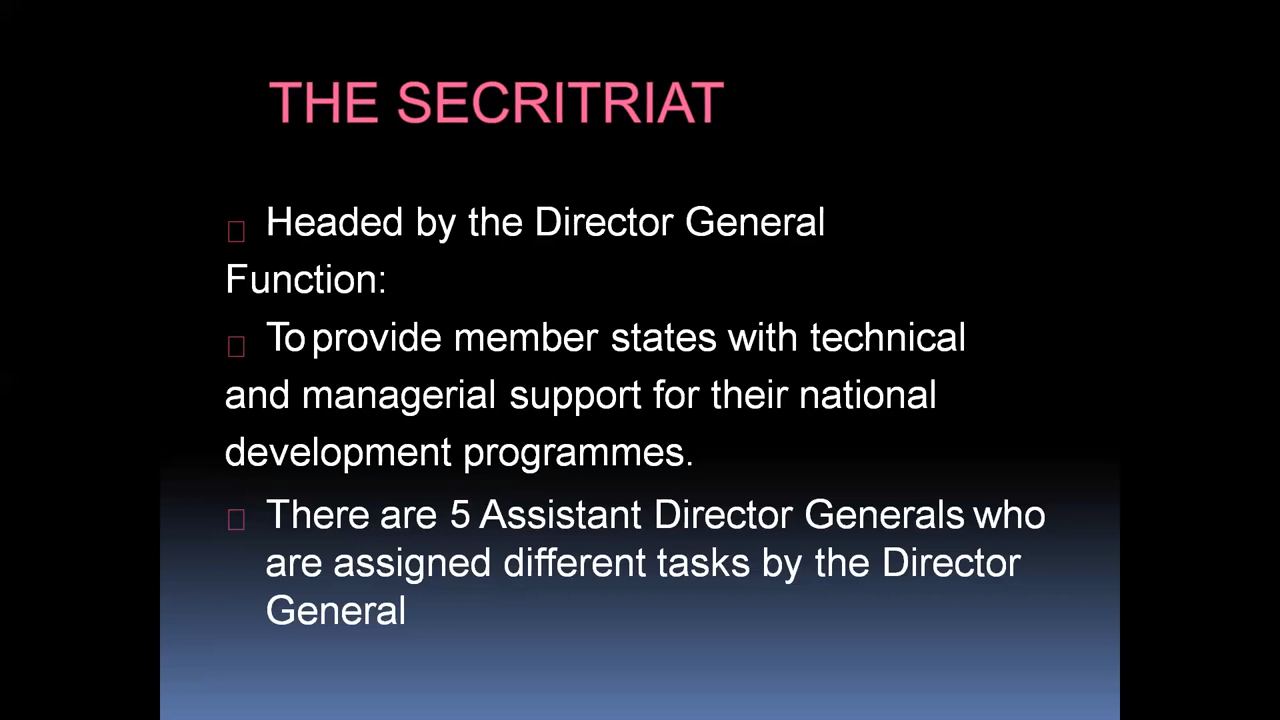 THE SECRITRIAT
Headed by the Director General
Function:
To provide member states with technical
and managerial support for their national
development programmes.
There are 5 Assistant Director Generals who
are assigned different tasks by the Director
General